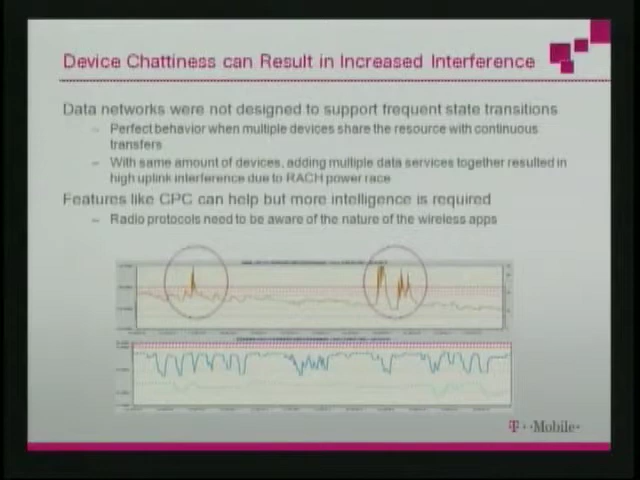 Device Chattiness can Result in Increased Interference
Data networks were not designed to support frequent state transitions
– Perfect behavior when multiple devices share the resource with continuous
transfers
– With same amount of devices, adding multiple data services together resulted in
high uplink interference due to RACH power race
Features like CPC can help but more intelligence is required
– Radio protocols need to be aware of the nature of the wireless apps
T··Mobile·